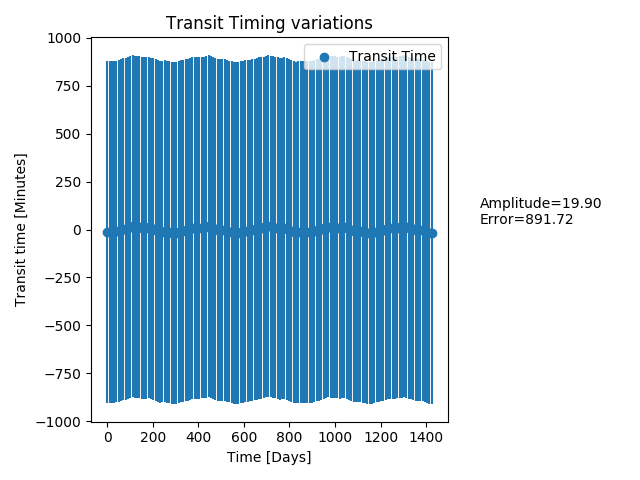 Transit Timing variations
Transit Time
Transit time [Minutes]
1000
750
500
250
0
−250
−500
−750
−1000
0 200 400 600 800 1000 1200 1400
Time [Days]
Amplitude=19.90
Error=891.72